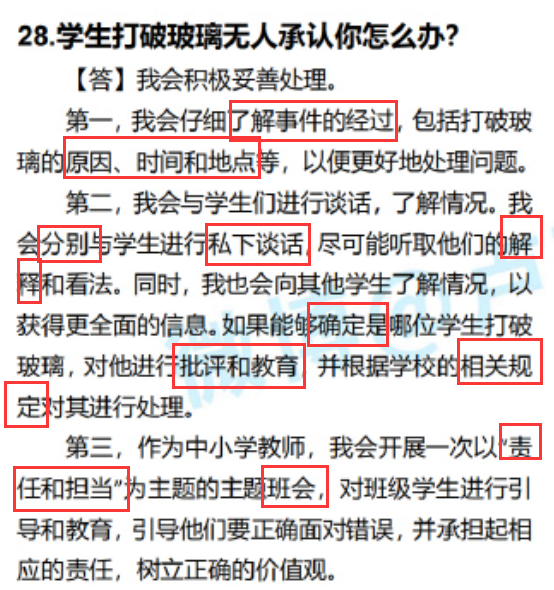 28.学生打破玻璃无人承认你怎么办?
【答】我会积极妥善处理。
第一，我会仔细了解事件的经过，包括打破玻
璃的原因、时间和地点等，以便更好地处理问题。
第二，我会与学生们进行谈话，了解情况。我
会分别与学生进行私下谈话，尽可能听取他们的解
释和看法。同时，我也会向其他学生了解情况，以
获得更全面的信息。如果能够确定是哪位学生打破
玻璃，对他进行批评和教育，并根据学校的相关规
定对其进行处理。
第三，作为中小学教师，我会开展一次以“责
任和担当”为主题的主题班会，对班级学生进行引
导和教育，引导他们要正确面对错误，并承担起相
应的责任，树立正确的价值观。